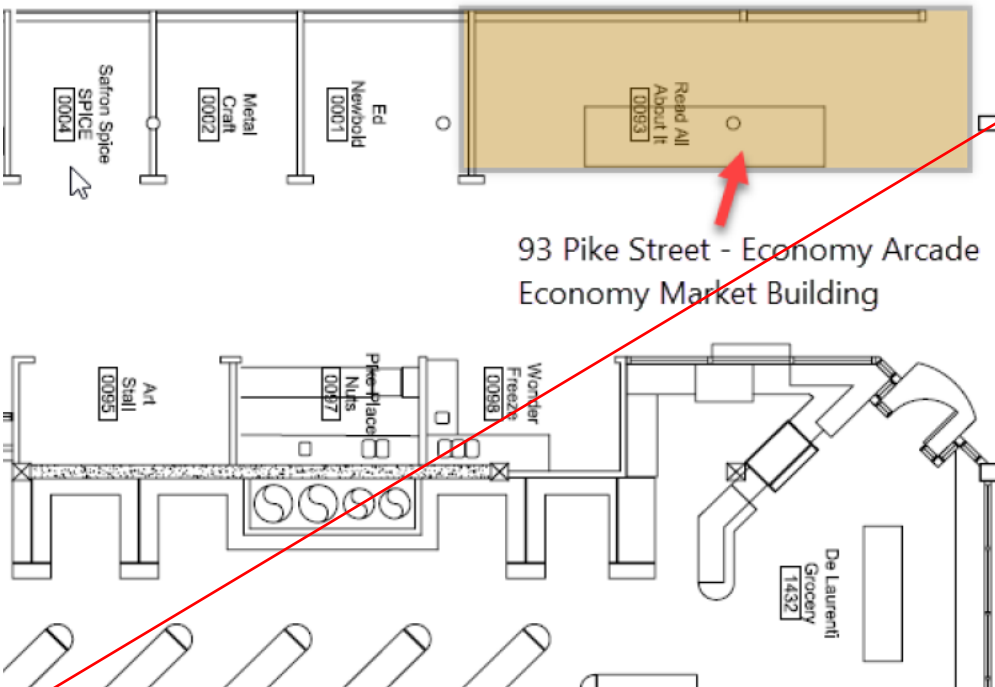 Safron Spice
SPICE
0004
Metal
Craft
0002
Ed
Newbold
0001
Read All
About It
0093
93 Pike Street - Economy Arcade
Economy Market Building
Art
Stall
0095
Pike Place
Nuts
0097
Wonder
Freeze
0098
De Laurenti
Grocery
1432